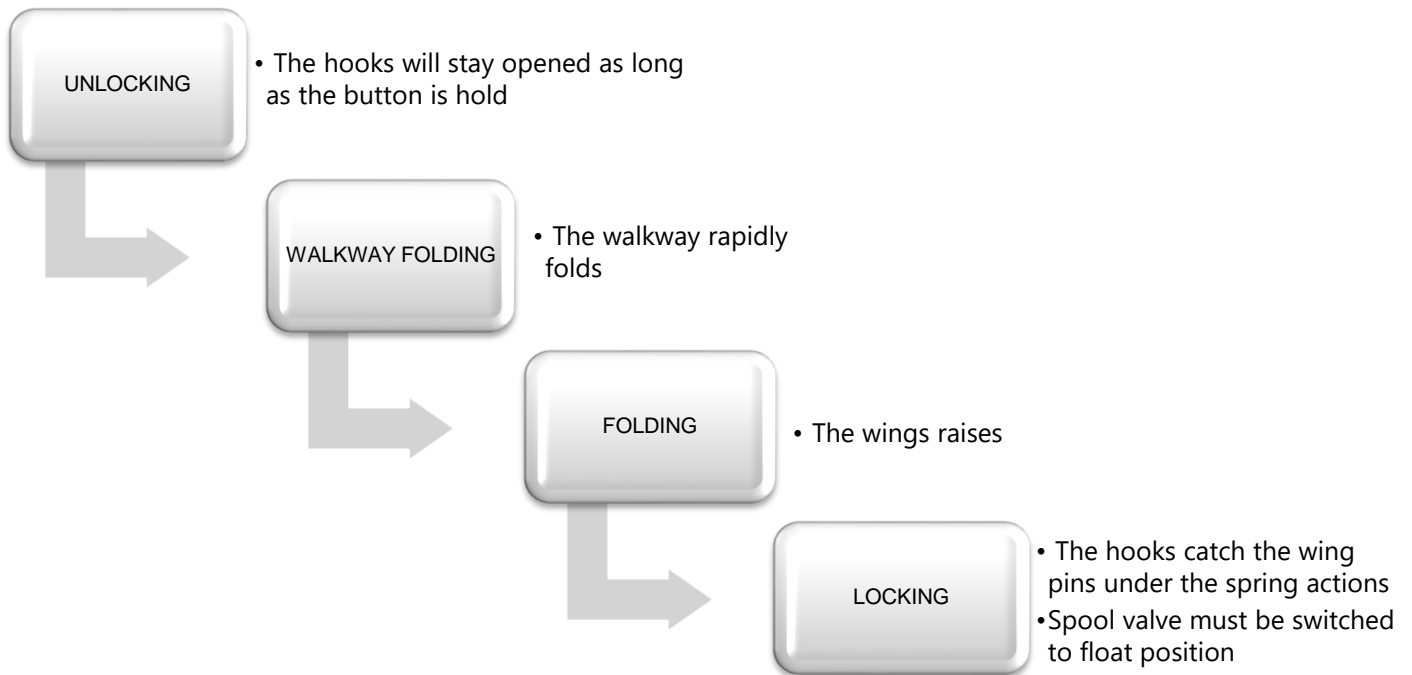 UNLOCKING
• The hooks will stay opened as long
as the button is hold
WALKWAY FOLDING
• The walkway rapidly
folds
FOLDING
• The wings raises
LOCKING
• The hooks catch the wing
pins under the spring actions
•Spool valve must be switched
to float position